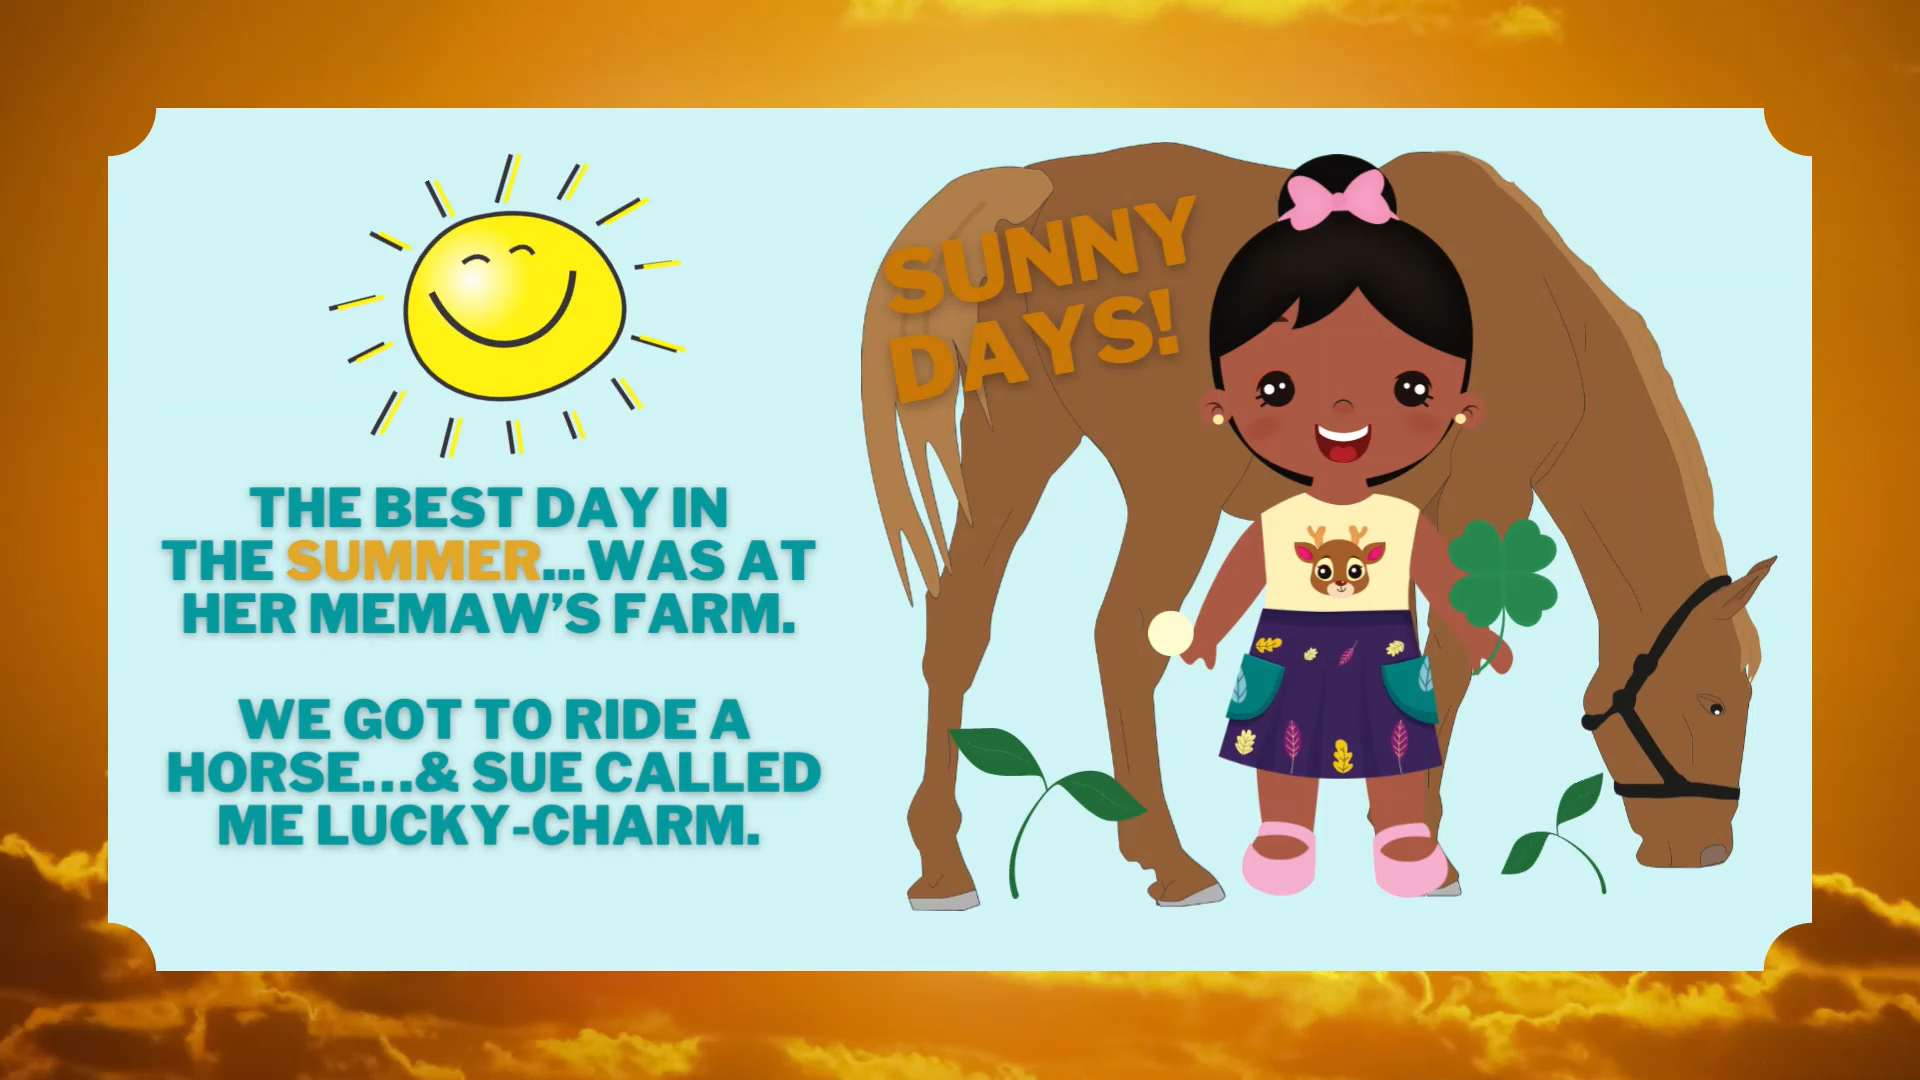 THE BEST DAY IN
THE SUMMER...WAS AT
HER MEMAW'S FARM.
WE GOT TO RIDE A
HORSE...& SUE CALLED
ME LUCKY-CHARM.
SUNNY
DAYS!